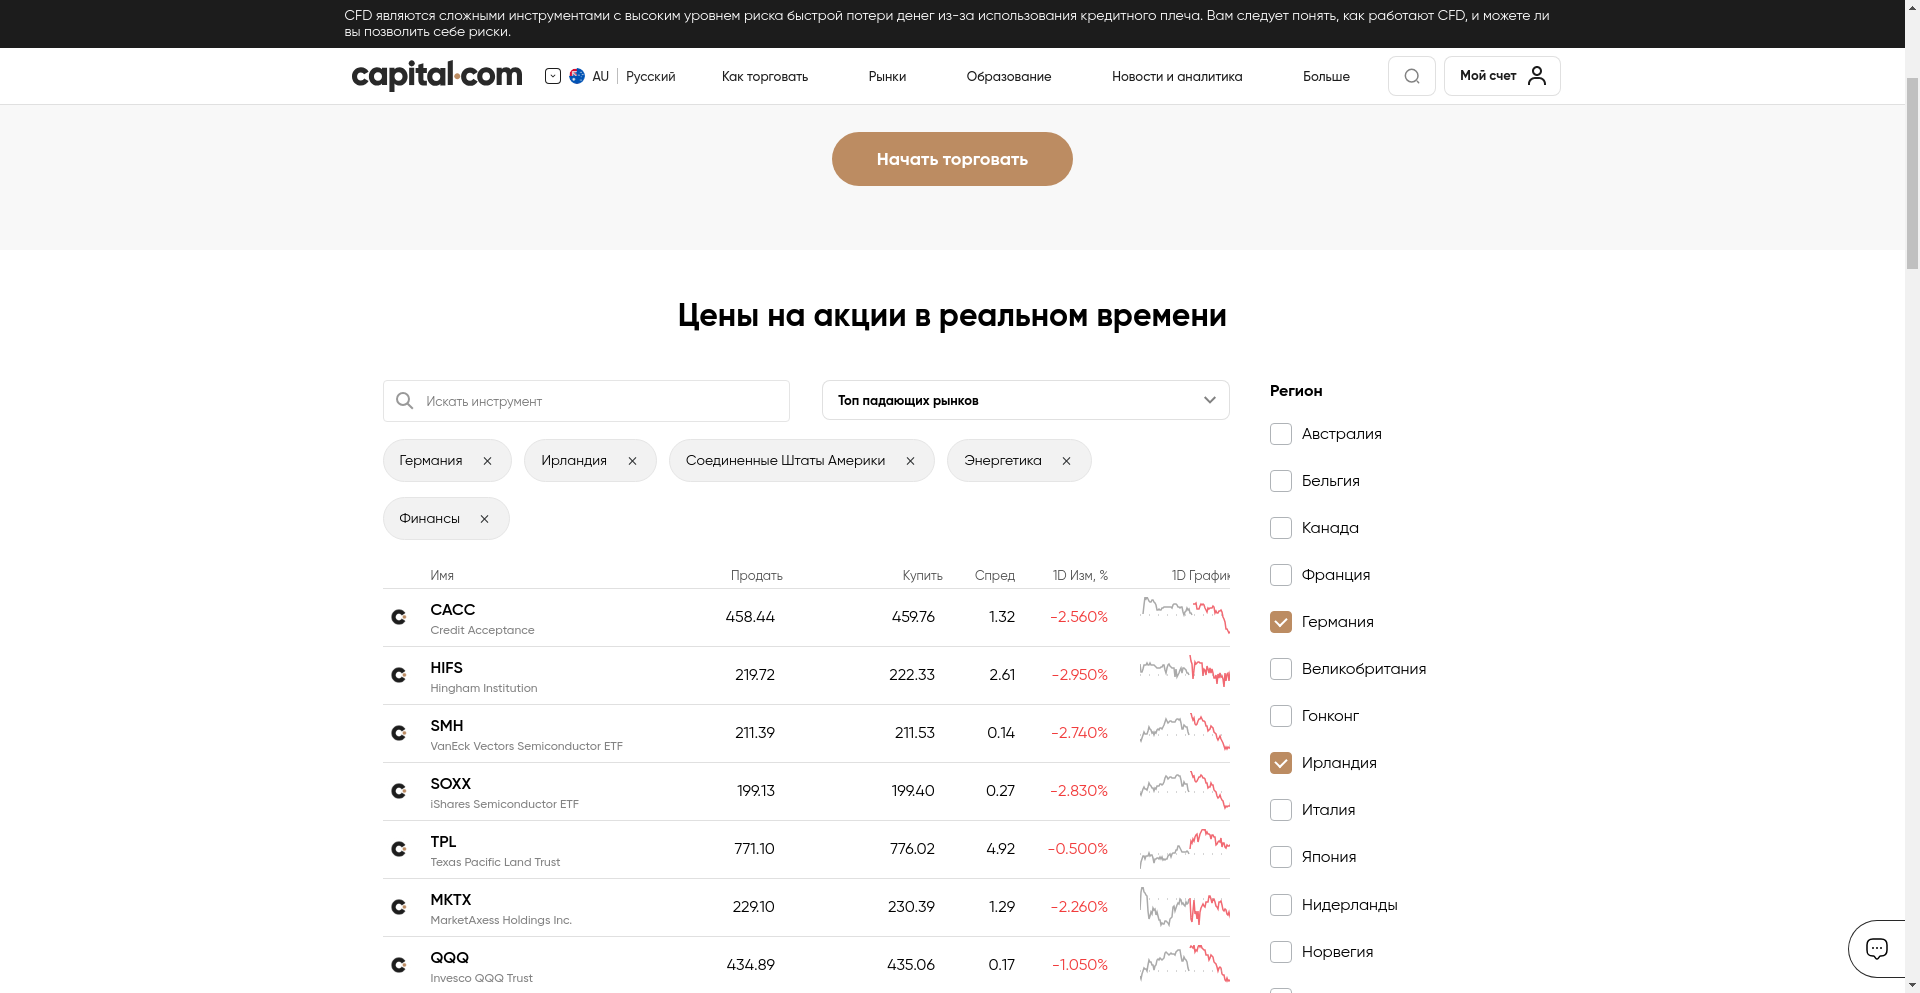 CFD являются сложными инструментами с высоким уровнем риска быстрой потери денег из-за использования кредитного плеча. Вам следует понять, как работают CFD, и можете ли
вы позволить себе риски.
capital.com
AU
Русский
Как торговать
Рынки
Образование
Новости и аналитика
Больше
Мой счет
Начать торговать
Цены на акции в реальном времени
Искать инструмент
Топ падающих рынков
Германия
Ирландия
Соединенные Штаты Америки
Энергетика
Финансы
Имя Продать Купить Спред 1D Изм, % 1D График
CACC 458.44 459.76 1.32 -2.560%
Credit Acceptance
HIFS 219.72 222.33 2.61 -2.950%
Hingham Institution
SMH 211.39 211.53 0.14 -2.740%
VanEck Vectors Semiconductor ETF
SOXX 199.13 199.40 0.27 -2.830%
iShares Semiconductor ETF
TPL 771.10 776.02 4.92 -0.500%
Texas Pacific Land Trust
MKTX 229.10 230.39 1.29 -2.260%
MarketAxess Holdings Inc.
QQQ 434.89 435.06 0.17 -1.050%
Invesco QQQ Trust
Регион
Австралия
Бельгия
Канада
Франция
Германия
Великобритания
Гонконг
Ирландия
Италия
Япония
Нидерланды
Норвегия